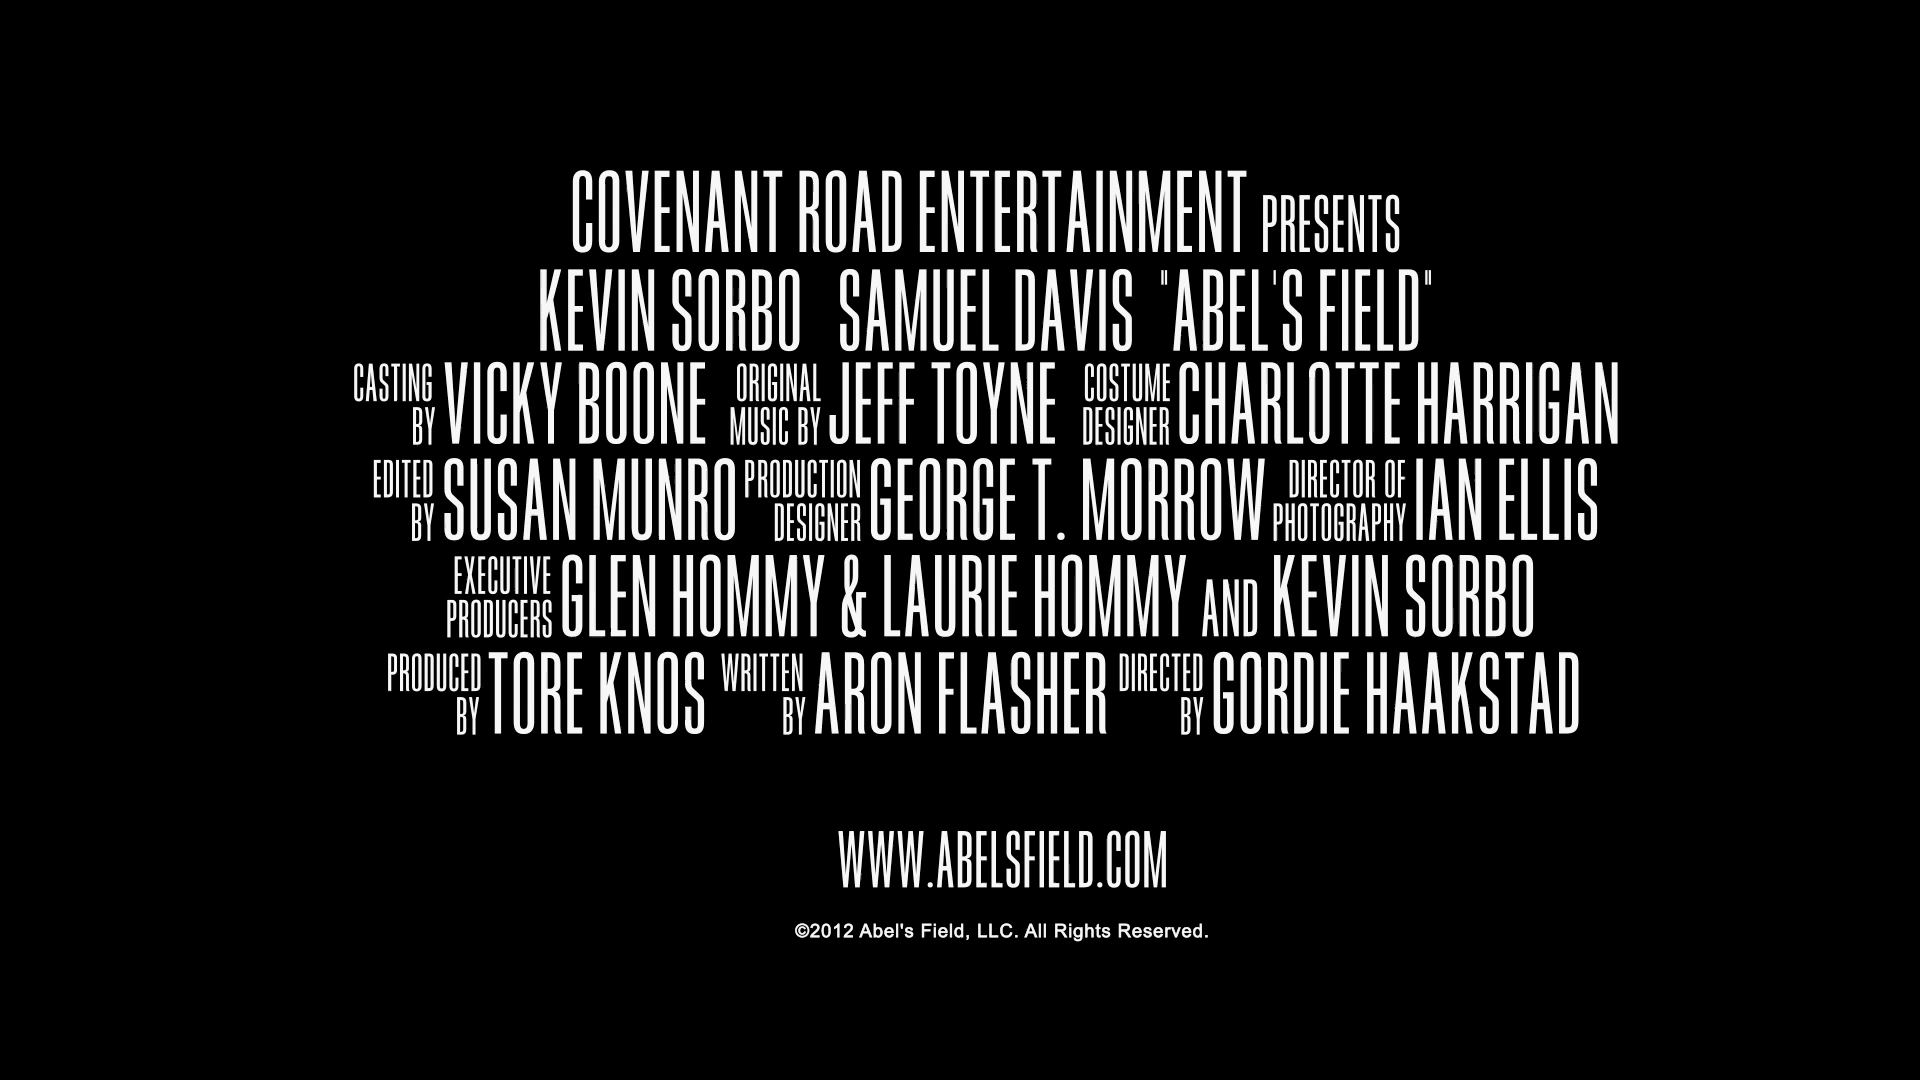 COVENANT ROAD ENTERTAINMENT PRESENTS
KEVIN SORBO SAMUEL DAVIS "ABEL'S FIELD"
CASTING BY VICKY BOONE ORIGINAL MUSIC BY JEFF TOYNE COSTUME DESIGNER CHARLOTTE HARRIGAN
EDITED BY SUSAN MUNRO PRODUCTION DESIGNER GEORGE T. MORROW DIRECTOR OF PHOTOGRAPHY IAN ELLIS
EXECUTIVE PRODUCERS GLEN HOMMY & LAURIE HOMMY AND KEVIN SORBO
PRODUCED BY TORE KNOS WRITTEN BY ARON FLASHER DIRECTED BY GORDIE HAAKSTAD
WWW.ABELSFIELD.COM
©2012 Abel's Field, LLC. All Rights Reserved.